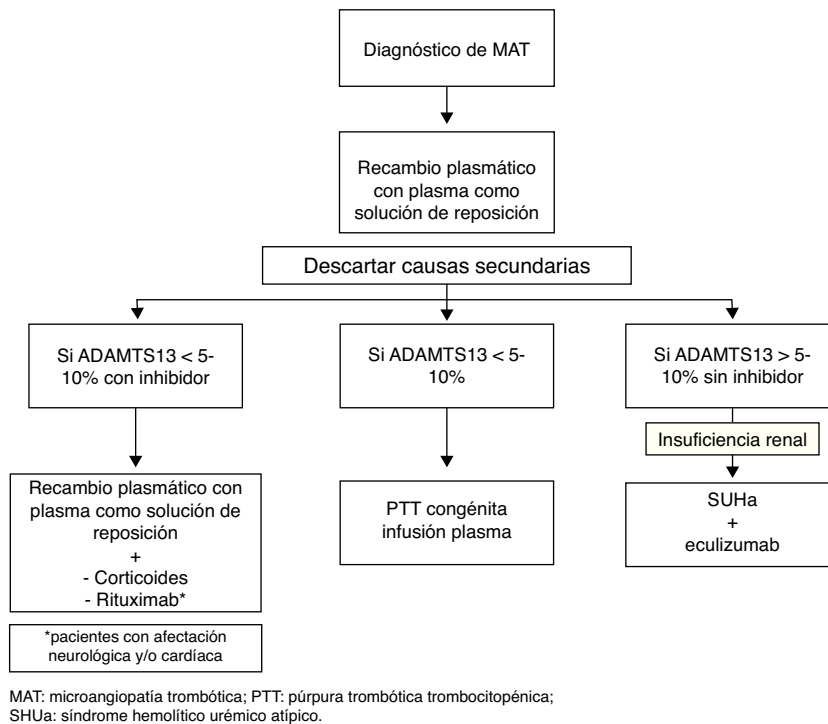 Diagnóstico de MAT
Recambio plasmático
con plasma como
solución de reposición
Descartar causas secundarias
Si ADAMTS13 < 5-
10% con inhibidor
Si ADAMTS13 < 5-
10%
Si ADAMTS13 > 5-
10% sin inhibidor
Insuficiencia renal
Recambio plasmático con
plasma como solución de
reposición
+
- Corticoides
- Rituximab*
PTT congénita
infusión plasma
SUHa
+
eculizumab
*pacientes con afectación
neurológica y/o cardíaca
MAT: microangiopatía trombótica; PTT: púrpura trombótica trombocitopénica;
SHUa: síndrome hemolítico urémico atípico.